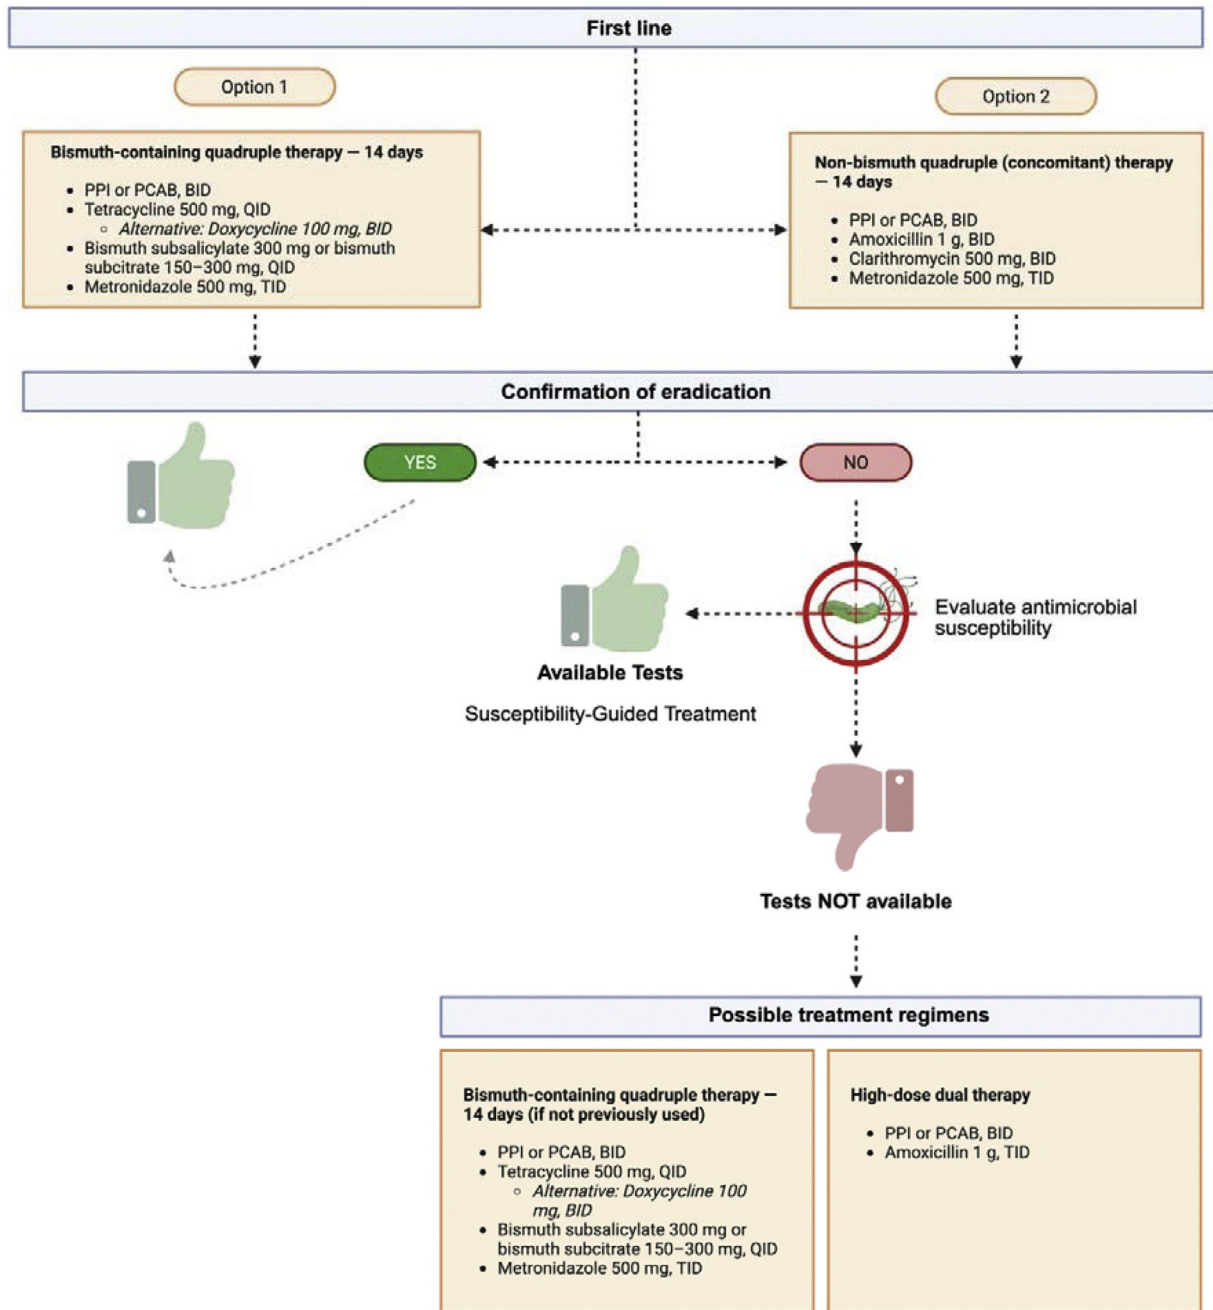 First line
Option 1
Bismuth-containing quadruple therapy — 14 days
• PPI or PCAB, BID
• Tetracycline 500 mg, QID
○ Alternative: Doxycycline 100 mg, BID
• Bismuth subsalicylate 300 mg or bismuth
subcitrate 150–300 mg, QID
• Metronidazole 500 mg, TID
Option 2
Non-bismuth quadruple (concomitant) therapy
— 14 days
• PPI or PCAB, BID
• Amoxicillin 1 g, BID
• Clarithromycin 500 mg, BID
• Metronidazole 500 mg, TID
Confirmation of eradication
YES
NO
Evaluate antimicrobial
susceptibility
Available Tests
Susceptibility-Guided Treatment
Tests NOT available
Possible treatment regimens
Bismuth-containing quadruple therapy —
14 days (if not previously used)
• PPI or PCAB, BID
• Tetracycline 500 mg, QID
○ Alternative: Doxycycline 100
mg, BID
• Bismuth subsalicylate 300 mg or
bismuth subcitrate 150–300 mg, QID
• Metronidazole 500 mg, TID
High-dose dual therapy
• PPI or PCAB, BID
• Amoxicillin 1 g, TID